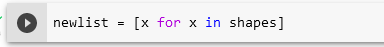 newlist = [x for x in shapes]